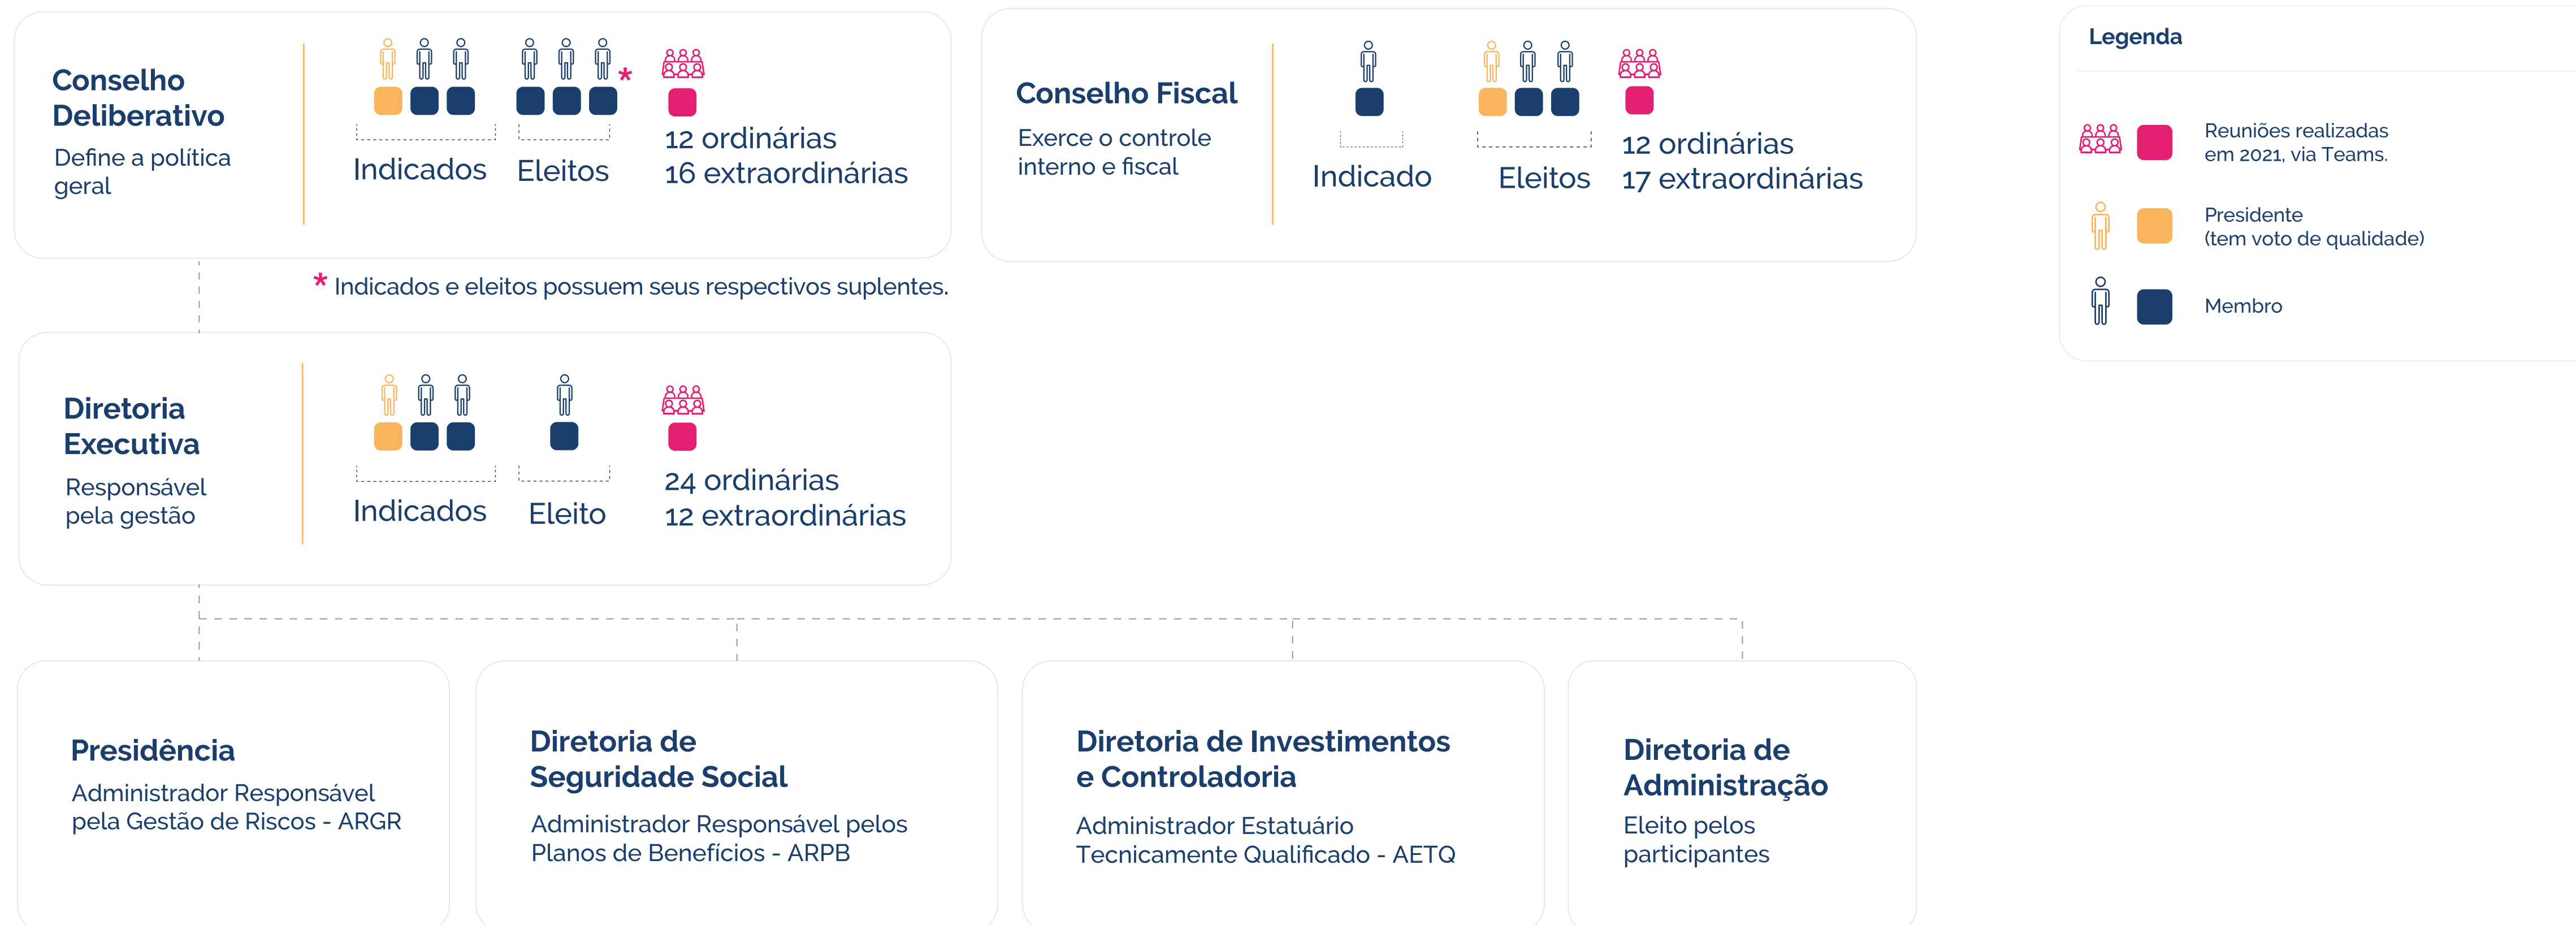 Conselho
Deliberativo
Define a política
geral
*
Indicados
Eleitos
12 ordinárias
16 extraordinárias
* Indicados e eleitos possuem seus respectivos suplentes.
Conselho Fiscal
Exerce o controle
interno e fiscal
Indicado
Eleitos
12 ordinárias
17 extraordinárias
Legenda
Reuniões realizadas
em 2021, via Teams.
Presidente
(tem voto de qualidade)
Membro
Diretoria
Executiva
Responsável
pela gestão
Indicados
Eleito
24 ordinárias
12 extraordinárias
Presidência
Administrador Responsável
pela Gestão de Riscos - ARGR
Diretoria de
Seguridade Social
Administrador Responsável pelos
Planos de Benefícios - ARPB
Diretoria de Investimentos
e Controladoria
Administrador Estatuário
Tecnicamente Qualificado - AETQ
Diretoria de
Administração
Eleito pelos
participantes